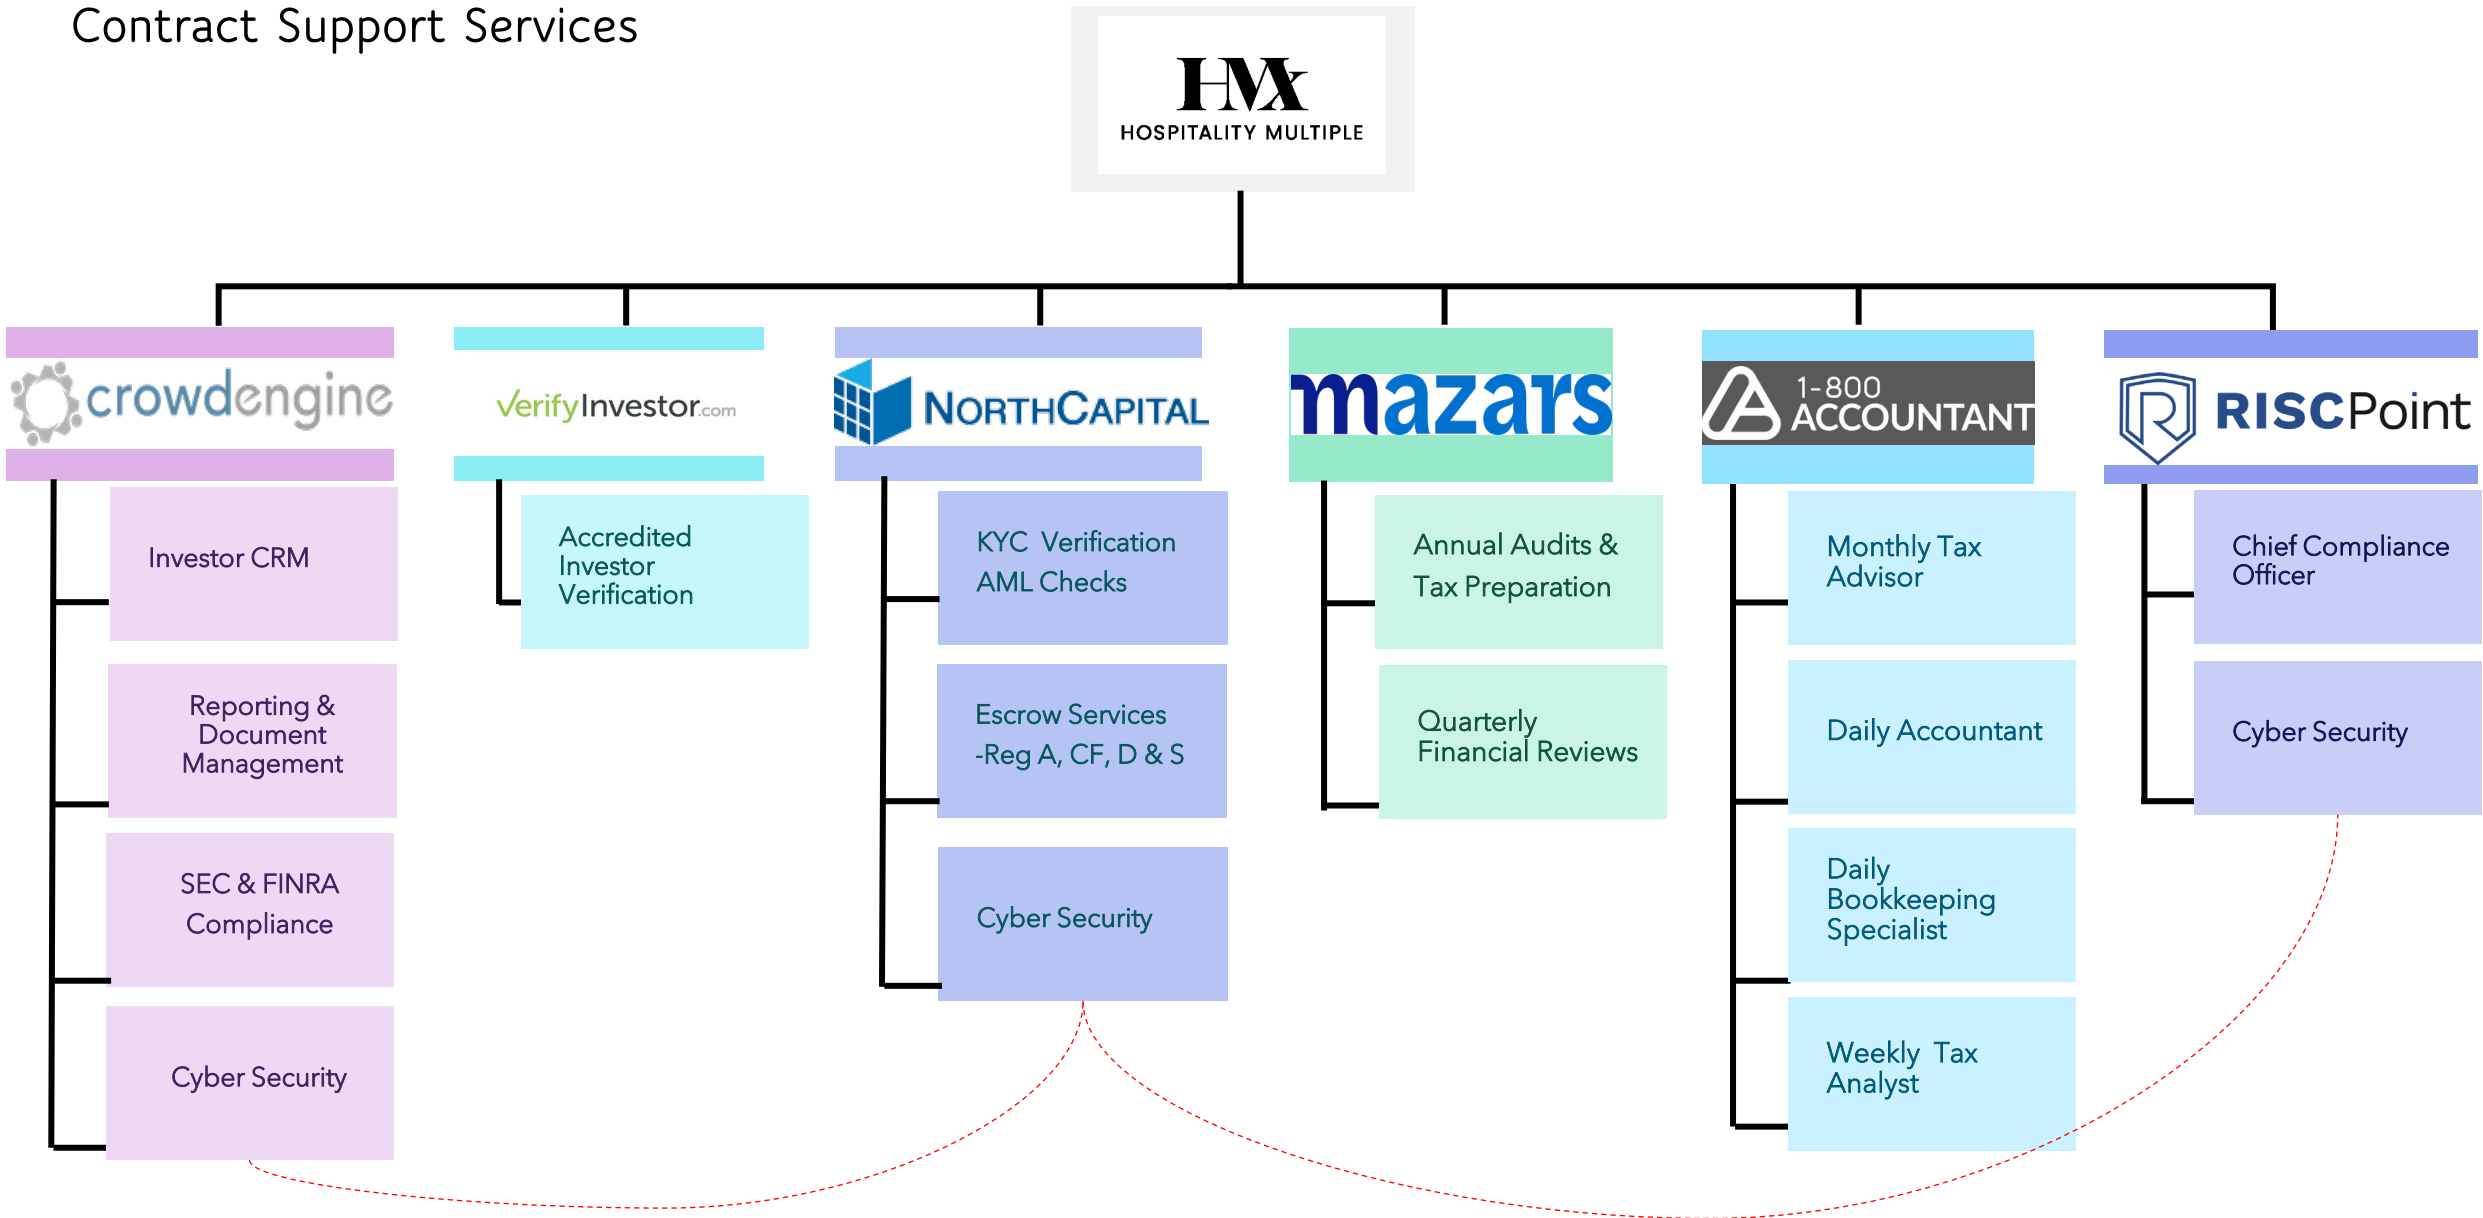 Contract Support Services
HMx
HOSPITALITY MULTIPLE
crowdengine
Investor CRM
Reporting &
Document
Management
SEC & FINRA
Compliance
Cyber Security
VerifyInvestor.com
Accredited
Investor
Verification
NORTHCAPITAL
KYC  Verification
AML Checks
Escrow Services
-Reg A, CF, D & S
Cyber Security
mazars
Annual Audits &
Tax Preparation
Quarterly
Financial Reviews
1-800
ACCOUNTANT
Monthly Tax
Advisor
Daily Accountant
Daily
Bookkeeping
Specialist
Weekly  Tax
Analyst
RISCPoint
Chief Compliance
Officer
Cyber Security